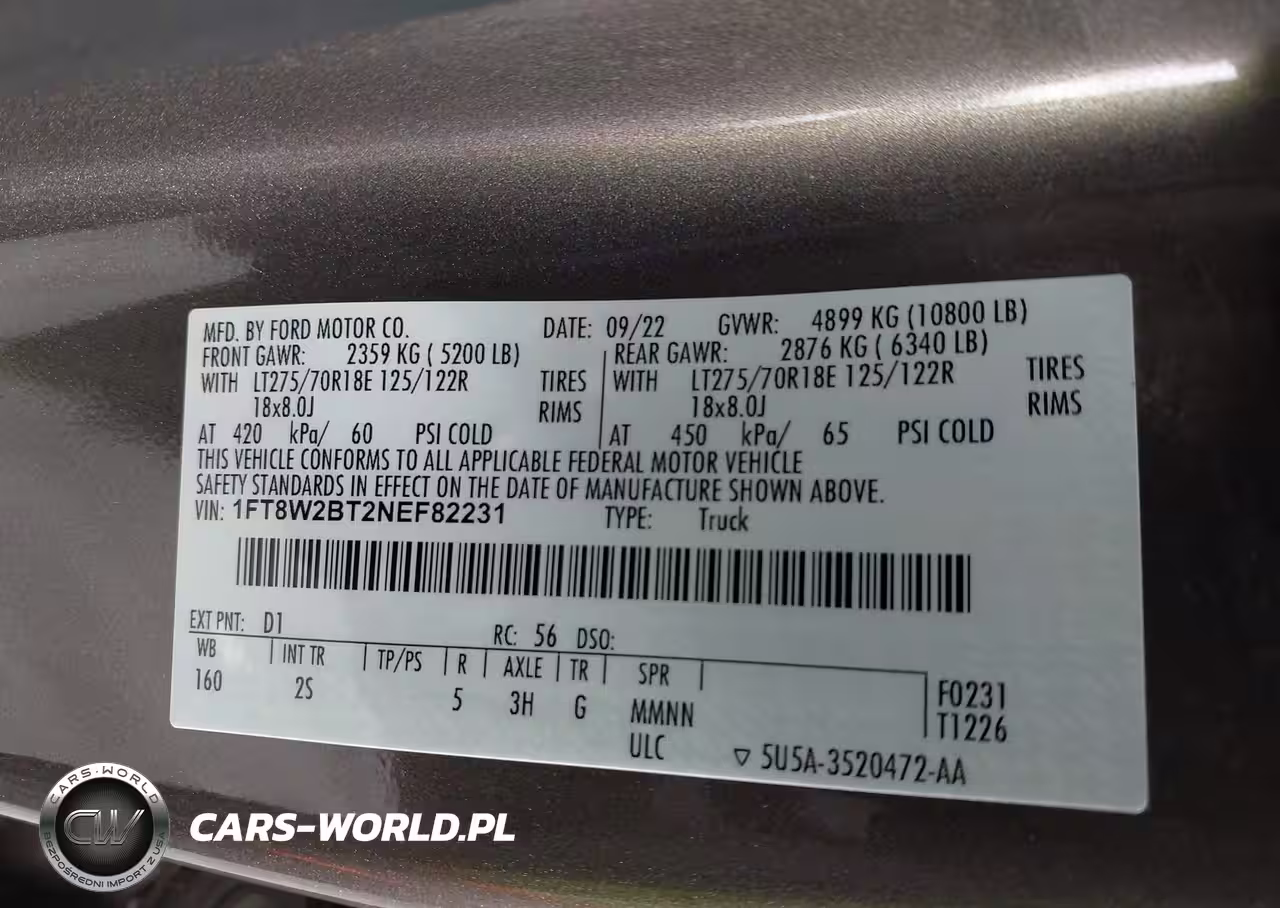 MFD. BY FORD MOTOR CO. DATE: 09/22 GVWR: 4899 KG (10800 LB)
FRONT GAWR: 2359 KG ( 5200 LB) REAR GAWR: 2876 KG ( 6340 LB)
WITH LT275/70R18E 125/122R TIRES WITH LT275/70R18E 125/122R TIRES
18x8.0J RIMS 18x8.0J RIMS
AT 420 kPa/ 60 PSI COLD AT 450 kPa/ 65 PSI COLD
THIS VEHICLE CONFORMS TO ALL APPLICABLE FEDERAL MOTOR VEHICLE
SAFETY STANDARDS IN EFFECT ON THE DATE OF MANUFACTURE SHOWN ABOVE.
VIN: 1FT8W2BT2NEF82231 TYPE: Truck
EXT PNT: D1 RC: 56 DSO:
WB INT TR TP/PS R AXLE TR SPR
160 2S 5 3H G MMNN F0231
ULC T1226
▽ 5U5A-3520472-AA
CARS-WORLD
CW
BEZPOŚREDNI IMPORT Z USA
CARS-WORLD.PL